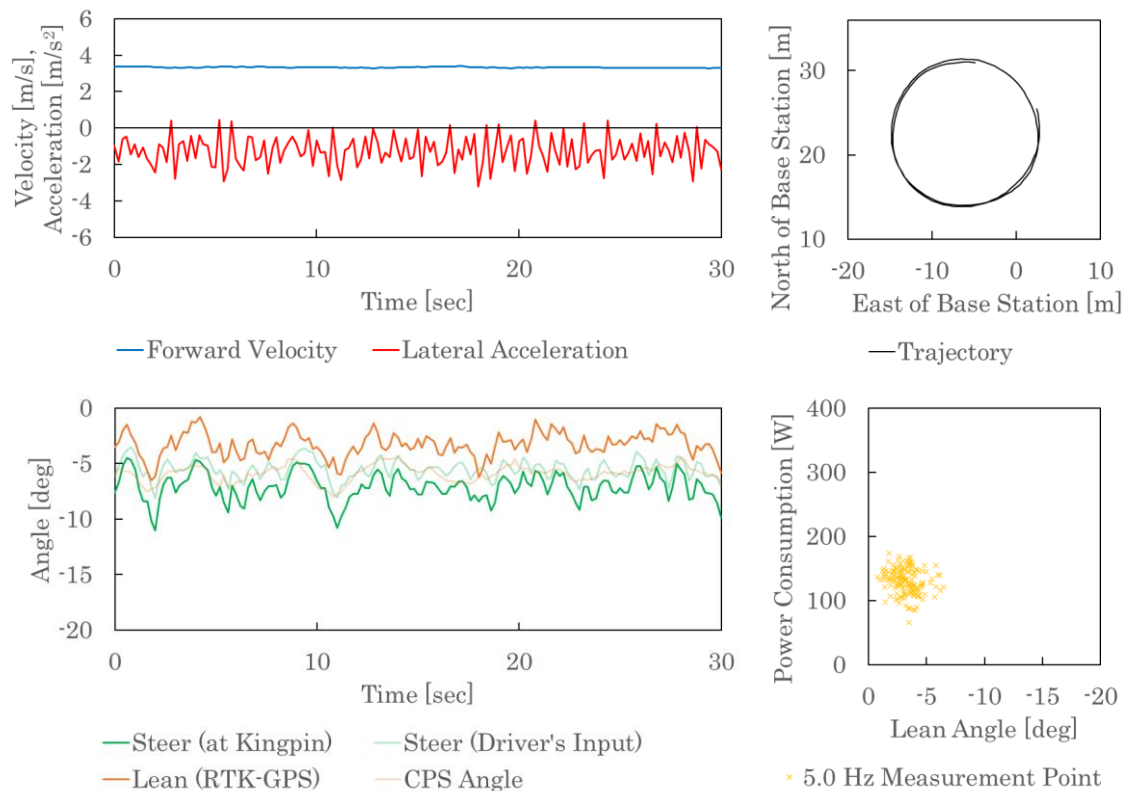 Velocity [m/s],
Acceleration [m/s²]
6
4
2
0
-2
-4
-6
0
10
20
30
Time [sec]
Forward Velocity
Lateral Acceleration
North of Base Station [m]
30
20
10
-20
-10
0
10
East of Base Station [m]
Trajectory
Angle [deg]
0
-5
-10
-15
-20
0
10
20
30
Time [sec]
Steer (at Kingpin)
Steer (Driver's Input)
Lean (RTK-GPS)
CPS Angle
Power Consumption [W]
400
300
200
100
0
0
-5
-10
-15
-20
Lean Angle [deg]
5.0 Hz Measurement Point